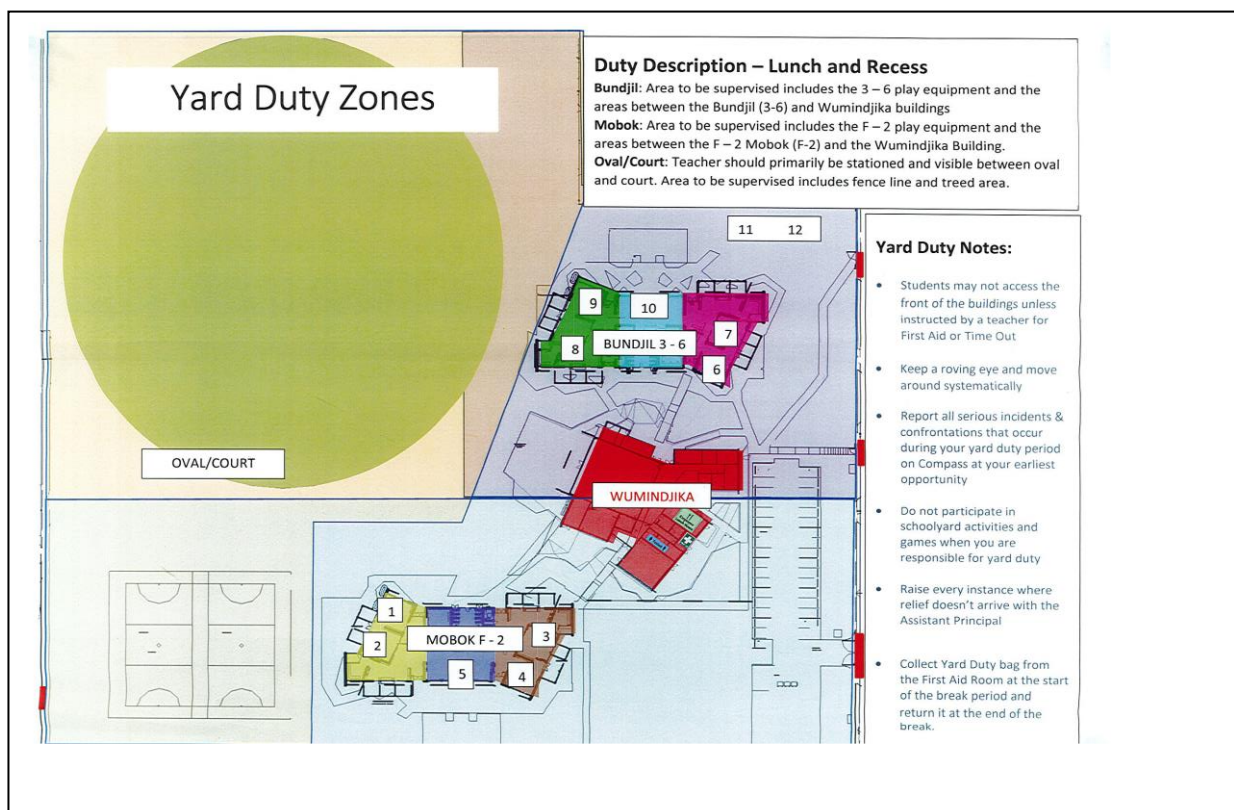 Yard Duty Zones
Duty Description – Lunch and Recess
Bundjil: Area to be supervised includes the 3 – 6 play equipment and the
areas between the Bundjil (3-6) and Wumindjika buildings
Mobok: Area to be supervised includes the F – 2 play equipment and the
areas between the F – 2 Mobok (F-2) and the Wumindjika Building.
Oval/Court: Teacher should primarily be stationed and visible between oval
and court. Area to be supervised includes fence line and treed area.
11 12
9
10
7
8
BUNDJIL 3 - 6
6
OVAL/COURT
WUMINDJIKA
1
2
MOBOK F - 2
3
5
4
Yard Duty Notes:
• Students may not access the
front of the buildings unless
instructed by a teacher for
First Aid or Time Out
• Keep a roving eye and move
around systematically
• Report all serious incidents &
confrontations that occur
during your yard duty period
on Compass at your earliest
opportunity
• Do not participate in
schoolyard activities and
games when you are
responsible for yard duty
• Raise every instance where
relief doesn't arrive with the
Assistant Principal
• Collect Yard Duty bag from
the First Aid Room at the start
of the break period and
return it at the end of the
break.